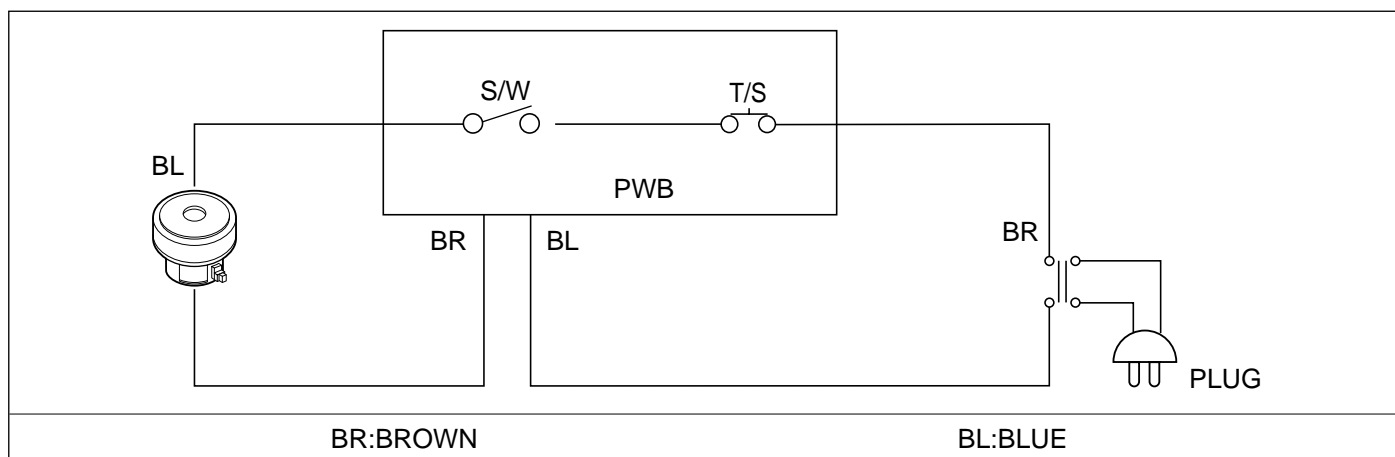 S/W
T/S
BL
PWB
BR
BL
BR
PLUG
BR:BROWN
BL:BLUE